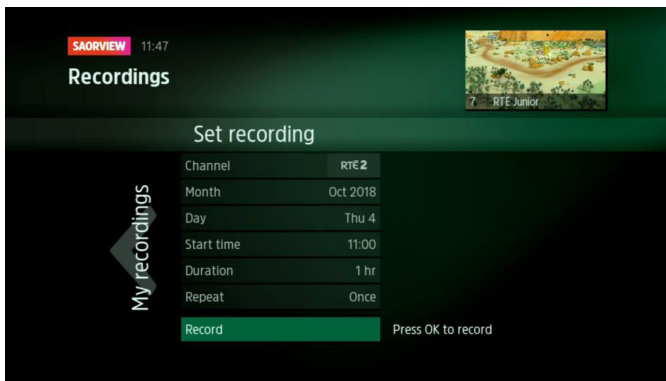 SAORVIEW 11:47
Recordings
7 RTÉ Junior
Set recording
My recordings
Channel RTÉ2
Month Oct 2018
Day Thu 4
Start time 11:00
Duration 1 hr
Repeat Once
Record Press OK to record